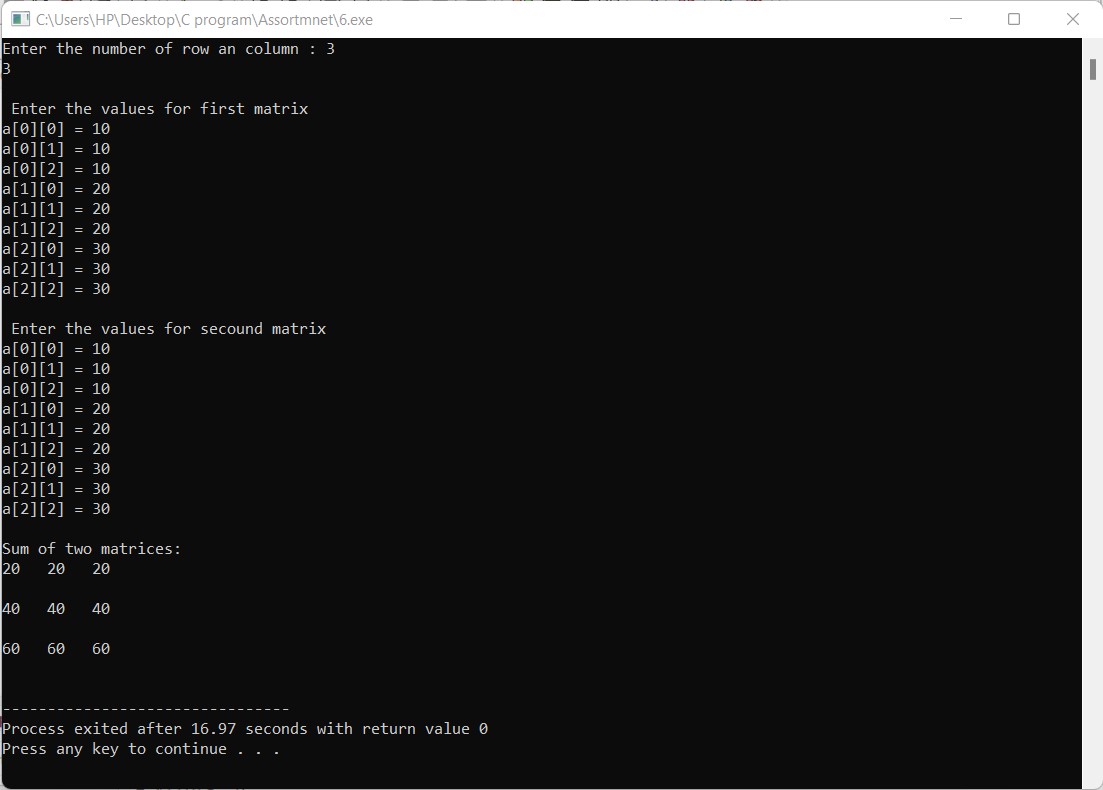 C:\Users\HP\Desktop\C program\Assortmnet\6.exe
Enter the number of row an column : 3
3
Enter the values for first matrix
a[0][0] = 10
a[0][1] = 10
a[0][2] = 10
a[1][0] = 20
a[1][1] = 20
a[1][2] = 20
a[2][0] = 30
a[2][1] = 30
a[2][2] = 30
Enter the values for secound matrix
a[0][0] = 10
a[0][1] = 10
a[0][2] = 10
a[1][0] = 20
a[1][1] = 20
a[1][2] = 20
a[2][0] = 30
a[2][1] = 30
a[2][2] = 30
Sum of two matrices:
20   20   20
40   40   40
60   60   60
--------------------------------
Process exited after 16.97 seconds with return value 0
Press any key to continue . . .